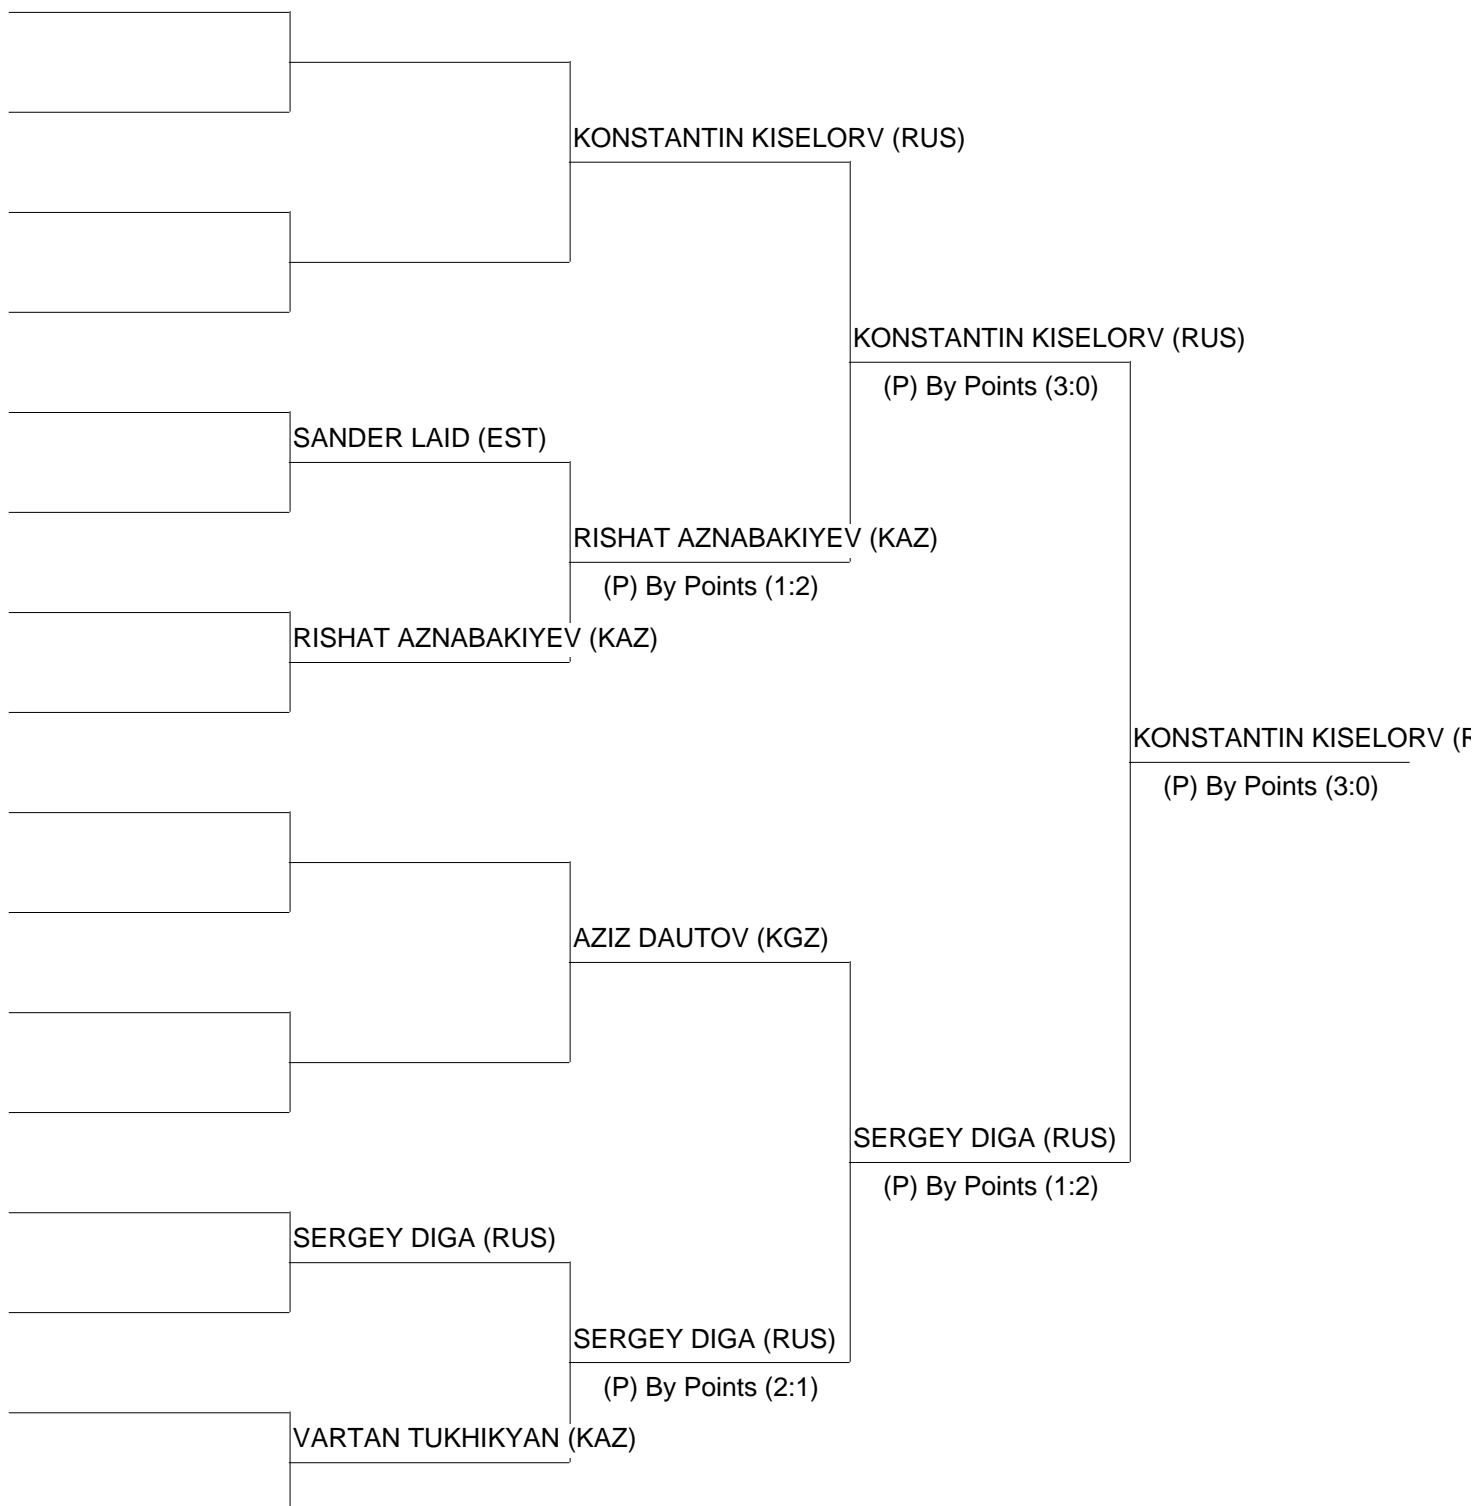 KONSTANTIN KISELORV (RUS)
KONSTANTIN KISELORV (RUS)
(P) By Points (3:0)
SANDER LAID (EST)
RISHAT AZNABAKIYEV (KAZ)
(P) By Points (1:2)
RISHAT AZNABAKIYEV (KAZ)
KONSTANTIN KISELORV (R
(P) By Points (3:0)
AZIZ DAUTOV (KGZ)
SERGEY DIGA (RUS)
(P) By Points (1:2)
SERGEY DIGA (RUS)
SERGEY DIGA (RUS)
(P) By Points (2:1)
VARTAN TUKHIKYAN (KAZ)